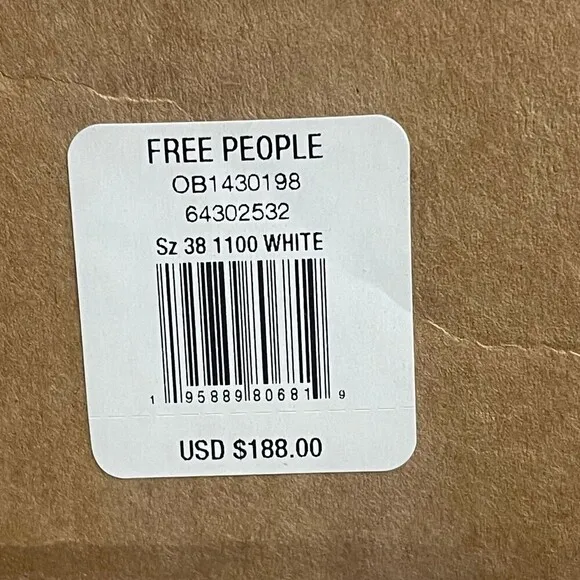 FREE PEOPLE
OB1430198
64302532
Sz 38 1100 WHITE
1 95889 80681 9
USD $188.00